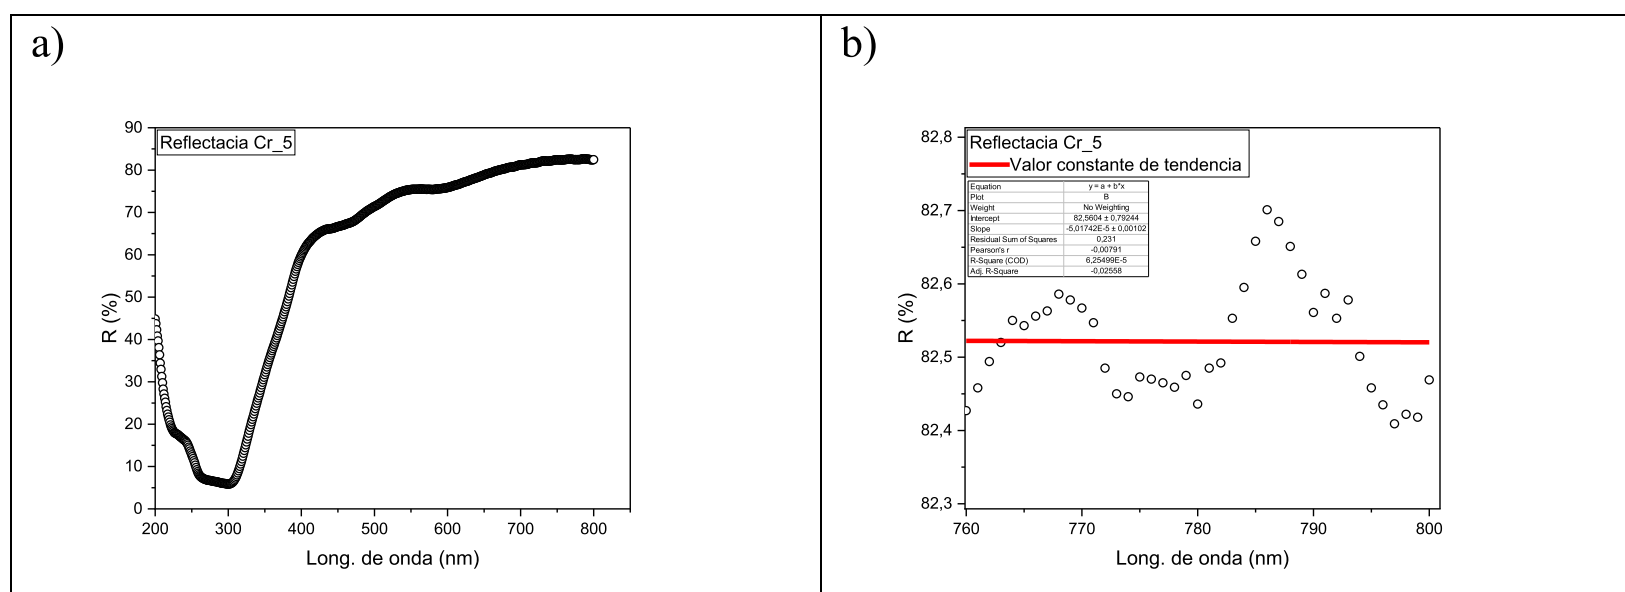 a)
Reflectacia Cr_5
90
80
70
60
50
40
30
20
10
0
R (%)
200 300 400 500 600 700 800
Long. de onda (nm)
b)
Reflectacia Cr_5
Valor constante de tendencia
Equation y = a + b*x
Plot B
Weight No Weighting
Intercept 82,5604 ± 0,79244
Slope -5,01742E-5 ± 0,00102
Residual Sum of Squares 0,231
Pearson's r -0,00791
R-Square (COD) 6,25499E-5
Adj. R-Square -0,02558
82,8
82,7
82,6
82,5
82,4
82,3
R (%)
760 770 780 790 800
Long. de onda (nm)